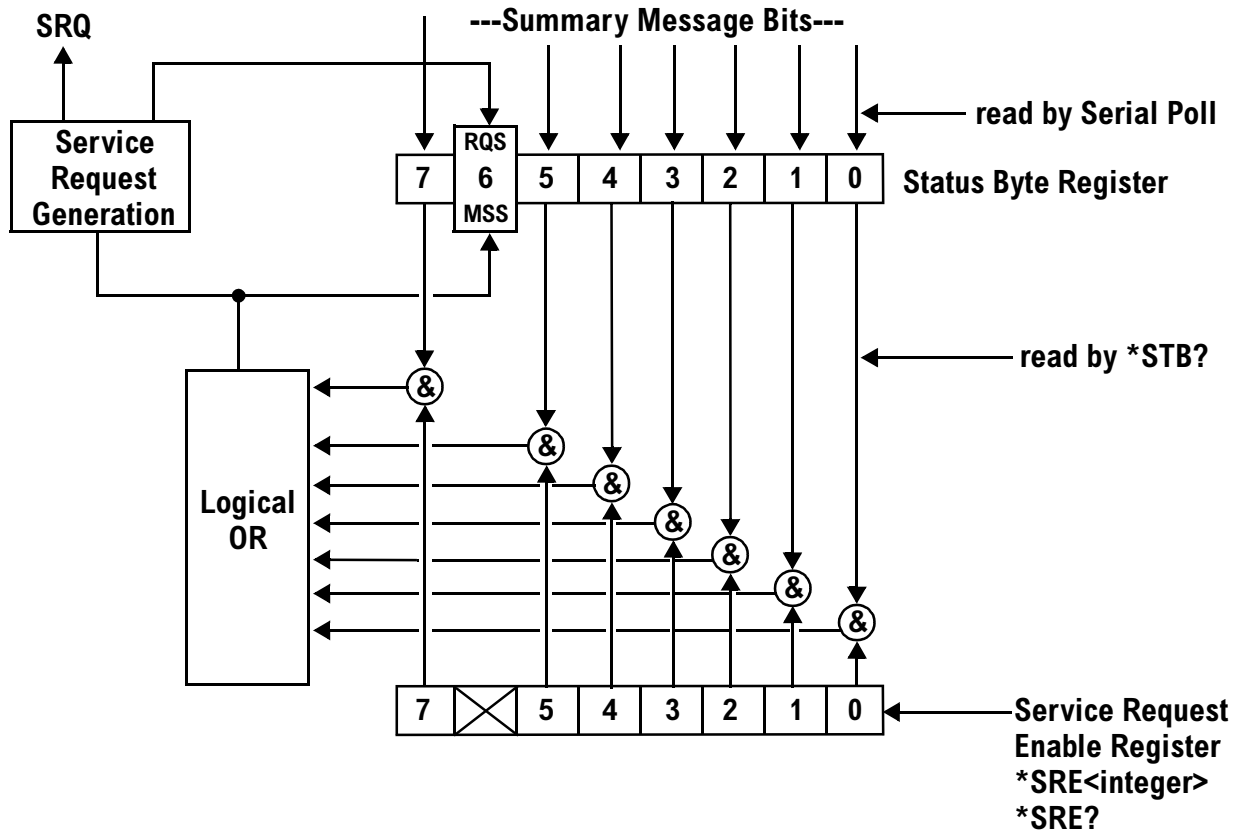 ---Summary Message Bits---
SRQ
read by Serial Poll
Service
Request
Generation
RQS
7 6 5 4 3 2 1 0
MSS
Status Byte Register
read by *STB?
&
&
&
&
&
&
&
Logical
OR
7 5 4 3 2 1 0
Service Request
Enable Register
*SRE<integer>
*SRE?